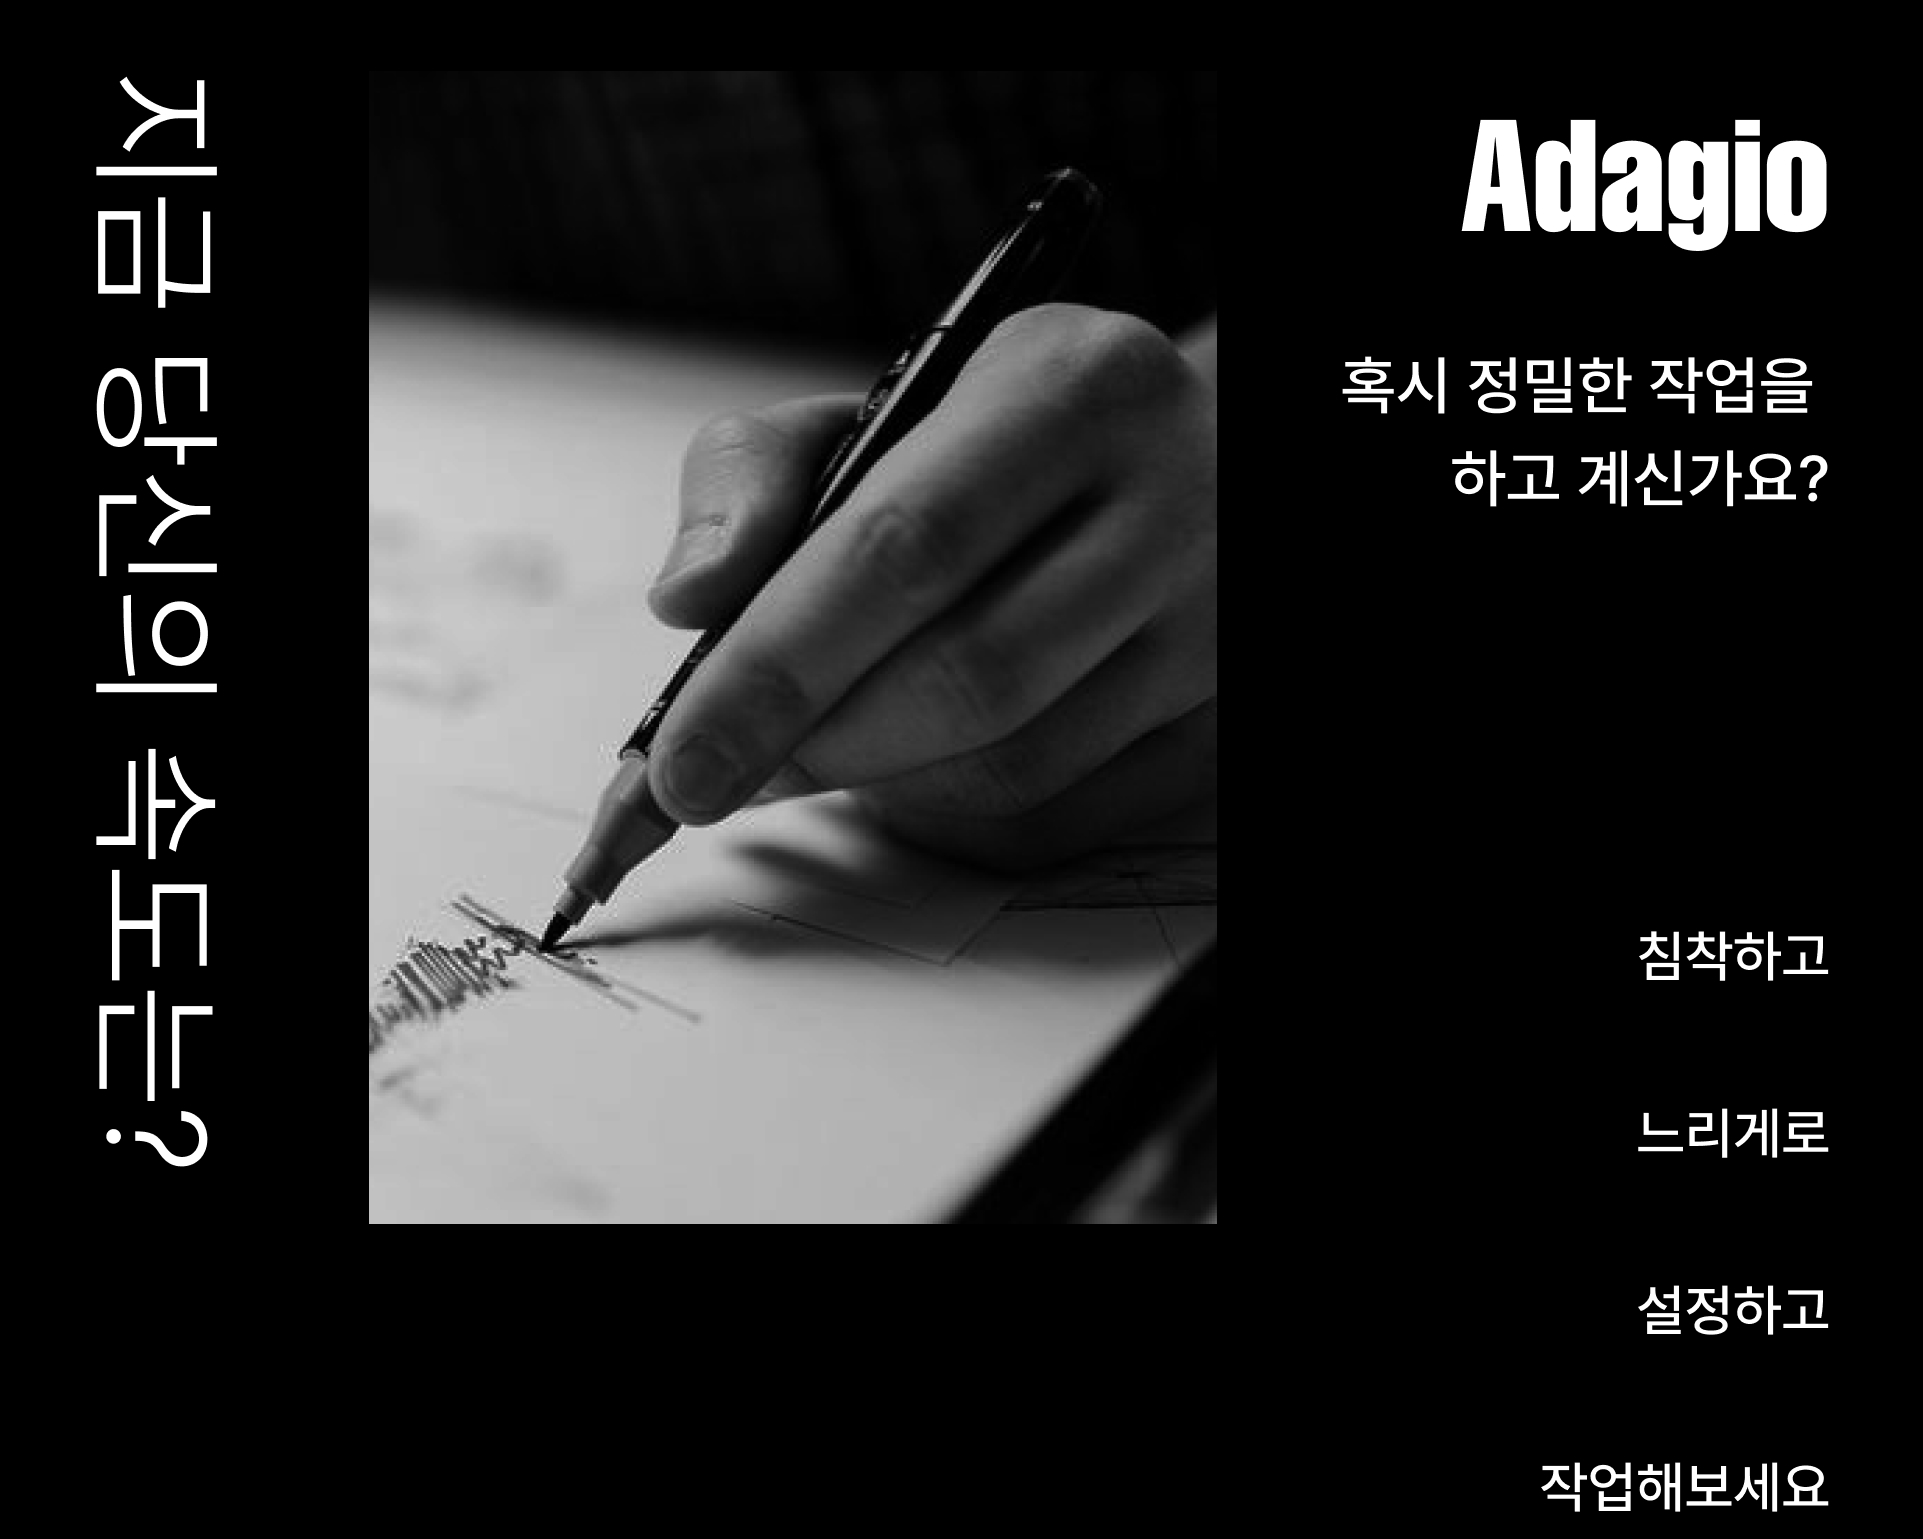 지금 당신의 속도는?
Adagio
혹시 정밀한 작업을
하고 계신가요?
침착하고
느리게로
설정하고
작업해보세요